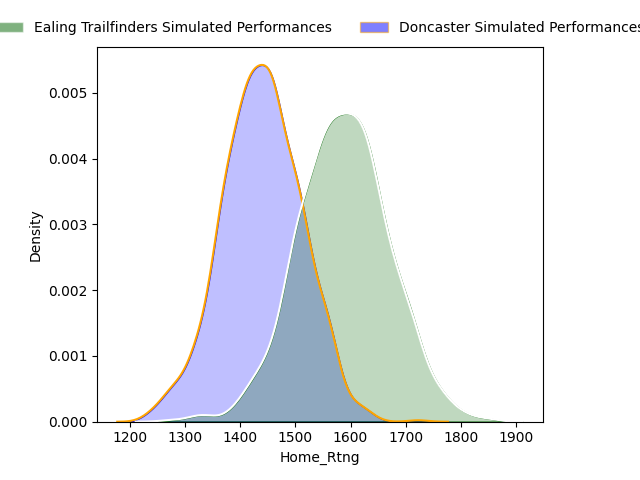 Ealing Trailfinders Simulated Performances
Doncaster Simulated Performances
Density
0.005
0.004
0.003
0.002
0.001
0.000
1200 1300 1400 1500 1600 1700 1800 1900
Home_Rtng